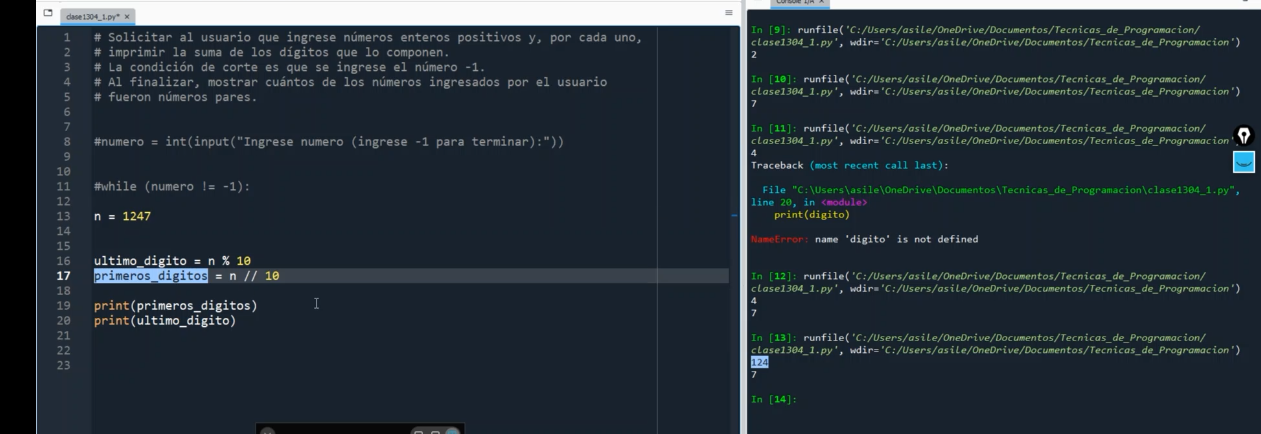 clase1304_1.py* ×
1 # Solicitar al usuario que ingrese números enteros positivos y, por cada uno,
2 # imprimir la suma de los dígitos que lo componen.
3 # La condición de corte es que se ingrese el número -1.
4 # Al finalizar, mostrar cuántos de los números ingresados por el usuario
5 # fueron números pares.
6
7
8 #numero = int(input("Ingrese numero (ingrese -1 para terminar):"))
9
10
11 #while (numero != -1):
12
13 n = 1247
14
15
16 ultimo_digito = n % 10
17 primeros_digitos = n // 10
18
19 print(primeros_digitos)
20 print(ultimo_digito)
21
22
23
Console 1/A ×
In [9]: runfile('C:/Users/asile/OneDrive/Documentos/Tecnicas_de_Programacion/
clase1304_1.py', wdir='C:/Users/asile/OneDrive/Documentos/Tecnicas_de_Programacion')
2
In [10]: runfile('C:/Users/asile/OneDrive/Documentos/Tecnicas_de_Programacion/
clase1304_1.py', wdir='C:/Users/asile/OneDrive/Documentos/Tecnicas_de_Programacion')
7
In [11]: runfile('C:/Users/asile/OneDrive/Documentos/Tecnicas_de_Programacion/
clase1304_1.py', wdir='C:/Users/asile/OneDrive/Documentos/Tecnicas_de_Programacion')
4
Traceback (most recent call last):
File "C:\Users\asile\OneDrive\Documentos\Tecnicas_de_Programacion\clase1304_1.py",
line 20, in <module>
print(digito)
NameError: name 'digito' is not defined
In [12]: runfile('C:/Users/asile/OneDrive/Documentos/Tecnicas_de_Programacion/
clase1304_1.py', wdir='C:/Users/asile/OneDrive/Documentos/Tecnicas_de_Programacion')
4
7
In [13]: runfile('C:/Users/asile/OneDrive/Documentos/Tecnicas_de_Programacion/
clase1304_1.py', wdir='C:/Users/asile/OneDrive/Documentos/Tecnicas_de_Programacion')
124
7
In [14]: